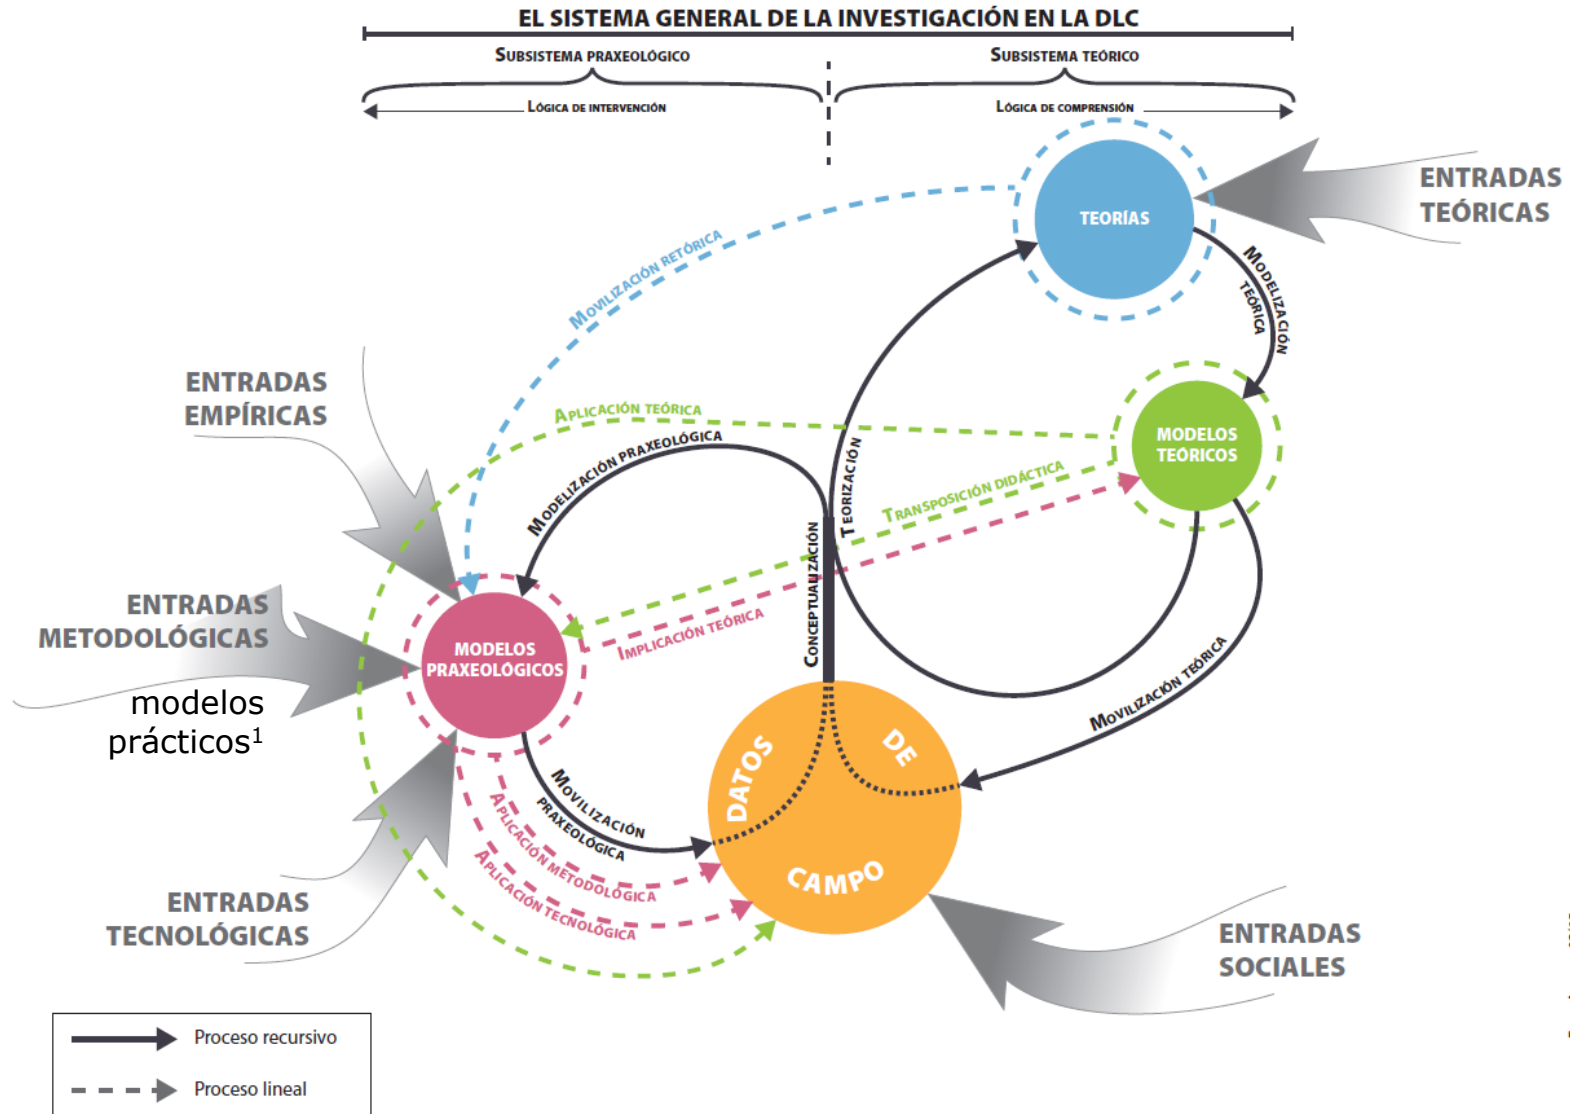 EL SISTEMA GENERAL DE LA INVESTIGACIÓN EN LA DLC
SUBSISTEMA PRAXEOLÓGICO
SUBSISTEMA TEÓRICO
LÓGICA DE INTERVENCIÓN
LÓGICA DE COMPRENSIÓN
TEORÍAS
ENTRADAS
TEÓRICAS
MOVILIZACIÓN RETÓRICA
MODELIZACIÓN
TEÓRICA
ENTRADAS
EMPÍRICAS
APLICACIÓN TEÓRICA
MODELIZACIÓN PRAXEOLÓGICA
TEORIZACIÓN
MODELOS
TEÓRICOS
TRANSPOSICIÓN DIDÁCTICA
IMPLICACIÓN TEÓRICA
CONCEPTUALIZACIÓN
ENTRADAS
METODOLÓGICAS
modelos
prácticos¹
MODELOS
PRAXEOLÓGICOS
MOVILIZACIÓN TEÓRICA
DATOS
DE
CAMPO
MOVILIZACIÓN
PRAXEOLÓGICA
APLICACIÓN METODOLÓGICA
APLICACIÓN TECNOLÓGICA
ENTRADAS
TECNOLÓGICAS
ENTRADAS
SOCIALES
Proceso recursivo
Proceso lineal